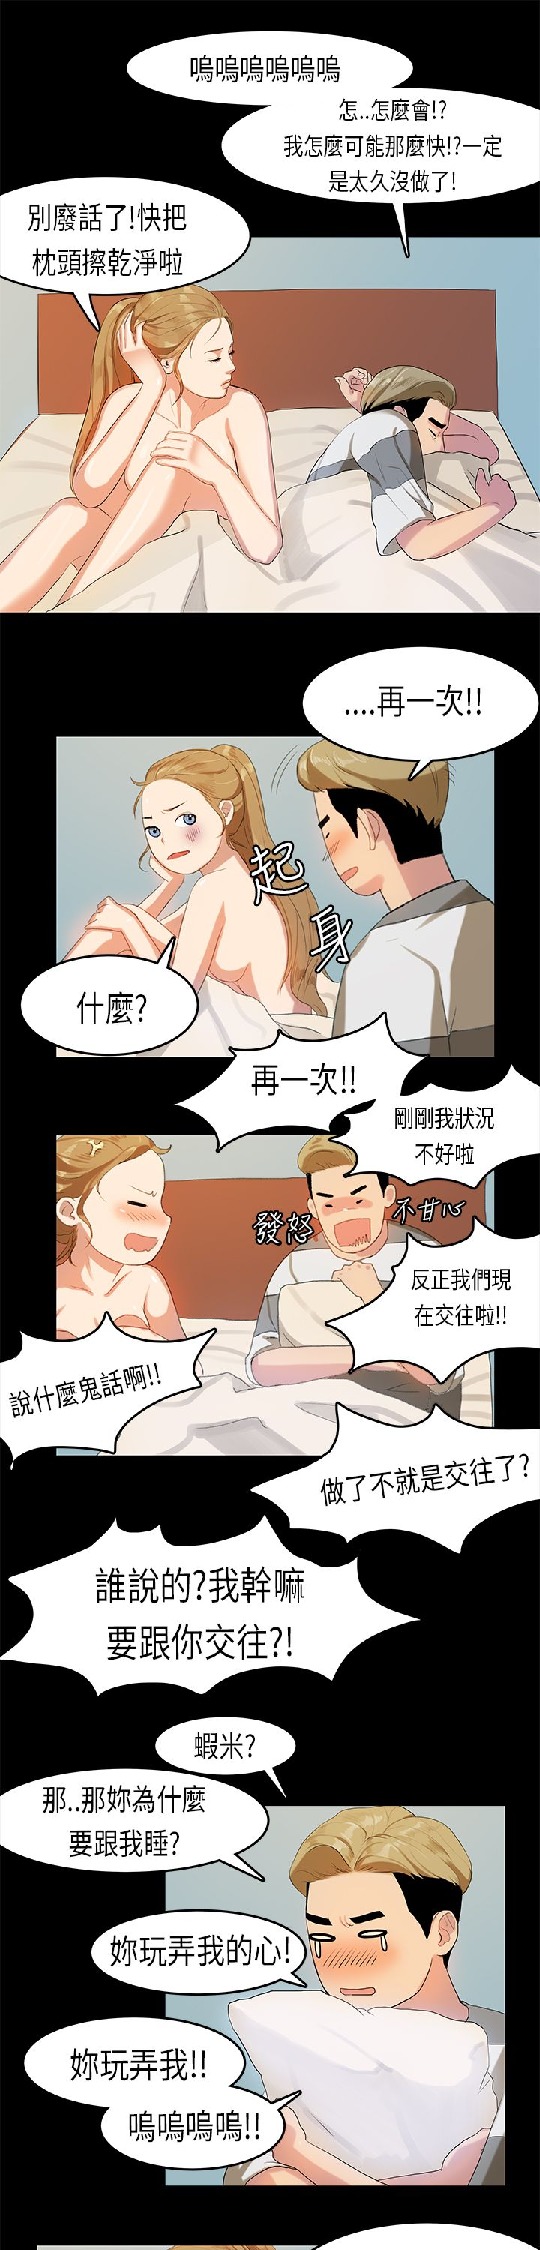 嗚嗚嗚嗚嗚嗚
怎..怎麼會!?
我怎麼可能那麼快!?一定
是太久沒做了!
別廢話了!快把
枕頭擦乾淨啦
....再一次!!
起
身
什麼?
再一次!!
剛剛我狀況
不好啦
發怒
不甘心
反正我們現
在交往啦!!
說什麼鬼話啊!!
做了不就是交往了?
誰說的?我幹嘛
要跟你交往?!
蝦米?
那..那妳為什麼
要跟我睡?
妳玩弄我的心!
妳玩弄我!!
嗚嗚嗚嗚!!